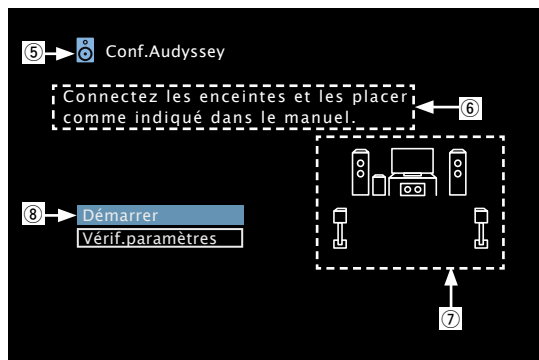 ⑤ Conf.Audyssey
Connectez les enceintes et les placer
comme indiqué dans le manuel.
⑥
⑧ Démarrer
Vérif.paramètres
⑦